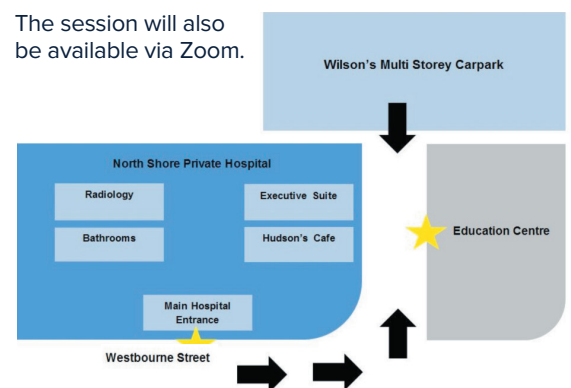 The session will also
be available via Zoom.
Wilson's Multi Storey Carpark
North Shore Private Hospital
Radiology
Executive Suite
Bathrooms
Hudson's Cafe
Education Centre
Main Hospital
Entrance
Westbourne Street